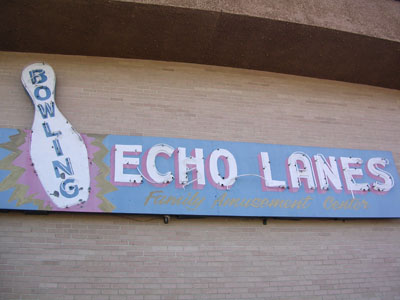 BOWLING
ECHO LANES
Family Amusement Center